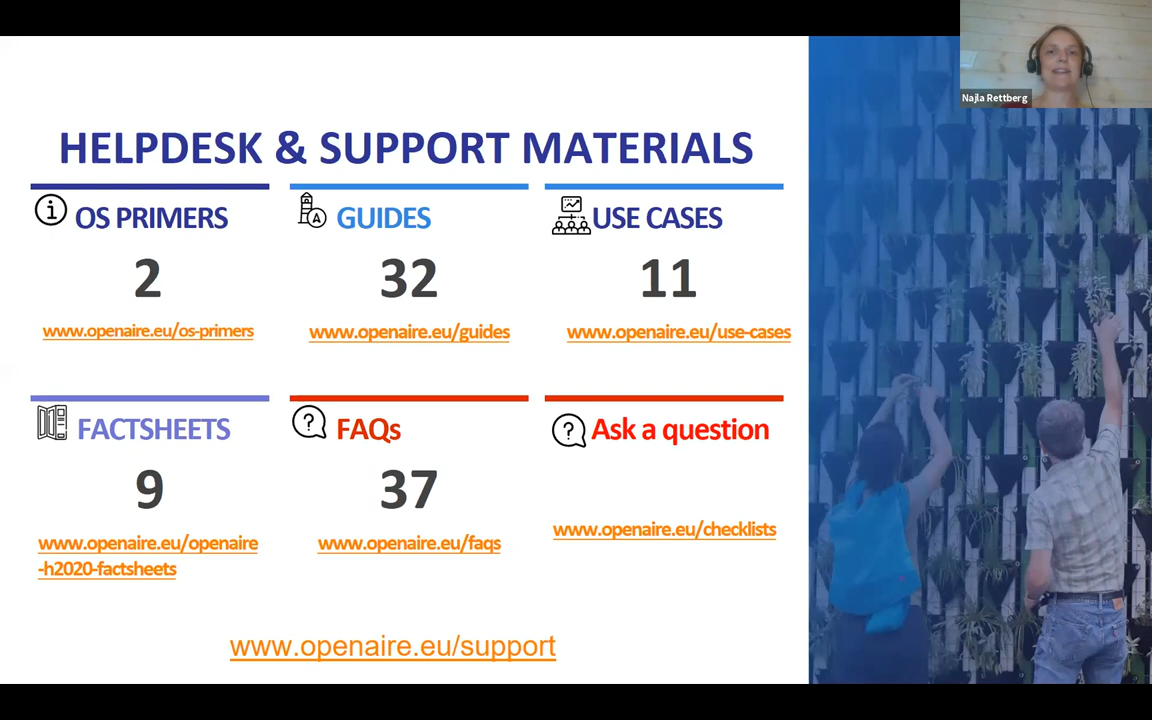 Najla Rettberg
HELPDESK & SUPPORT MATERIALS
OS PRIMERS
2
www.openaire.eu/os-primers
GUIDES
32
www.openaire.eu/guides
USE CASES
11
www.openaire.eu/use-cases
FACTSHEETS
9
www.openaire.eu/openaire
-h2020-factsheets
FAQs
37
www.openaire.eu/faqs
Ask a question
www.openaire.eu/checklists
www.openaire.eu/support